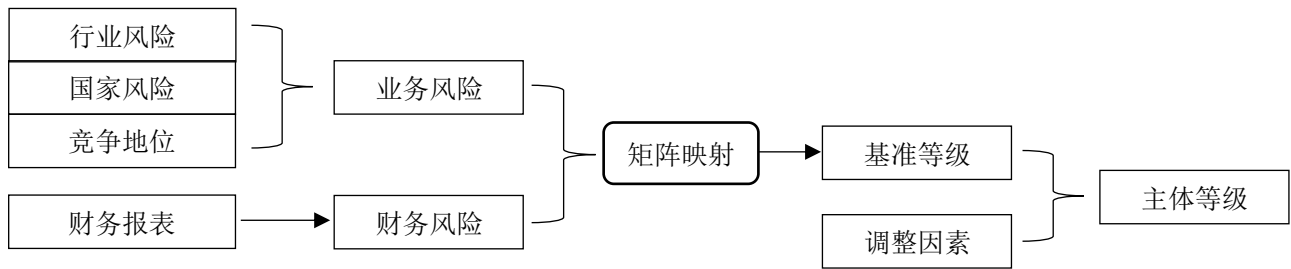 行业风险
国家风险
竞争地位
财务报表
业务风险
财务风险
矩阵映射
基准等级
调整因素
主体等级